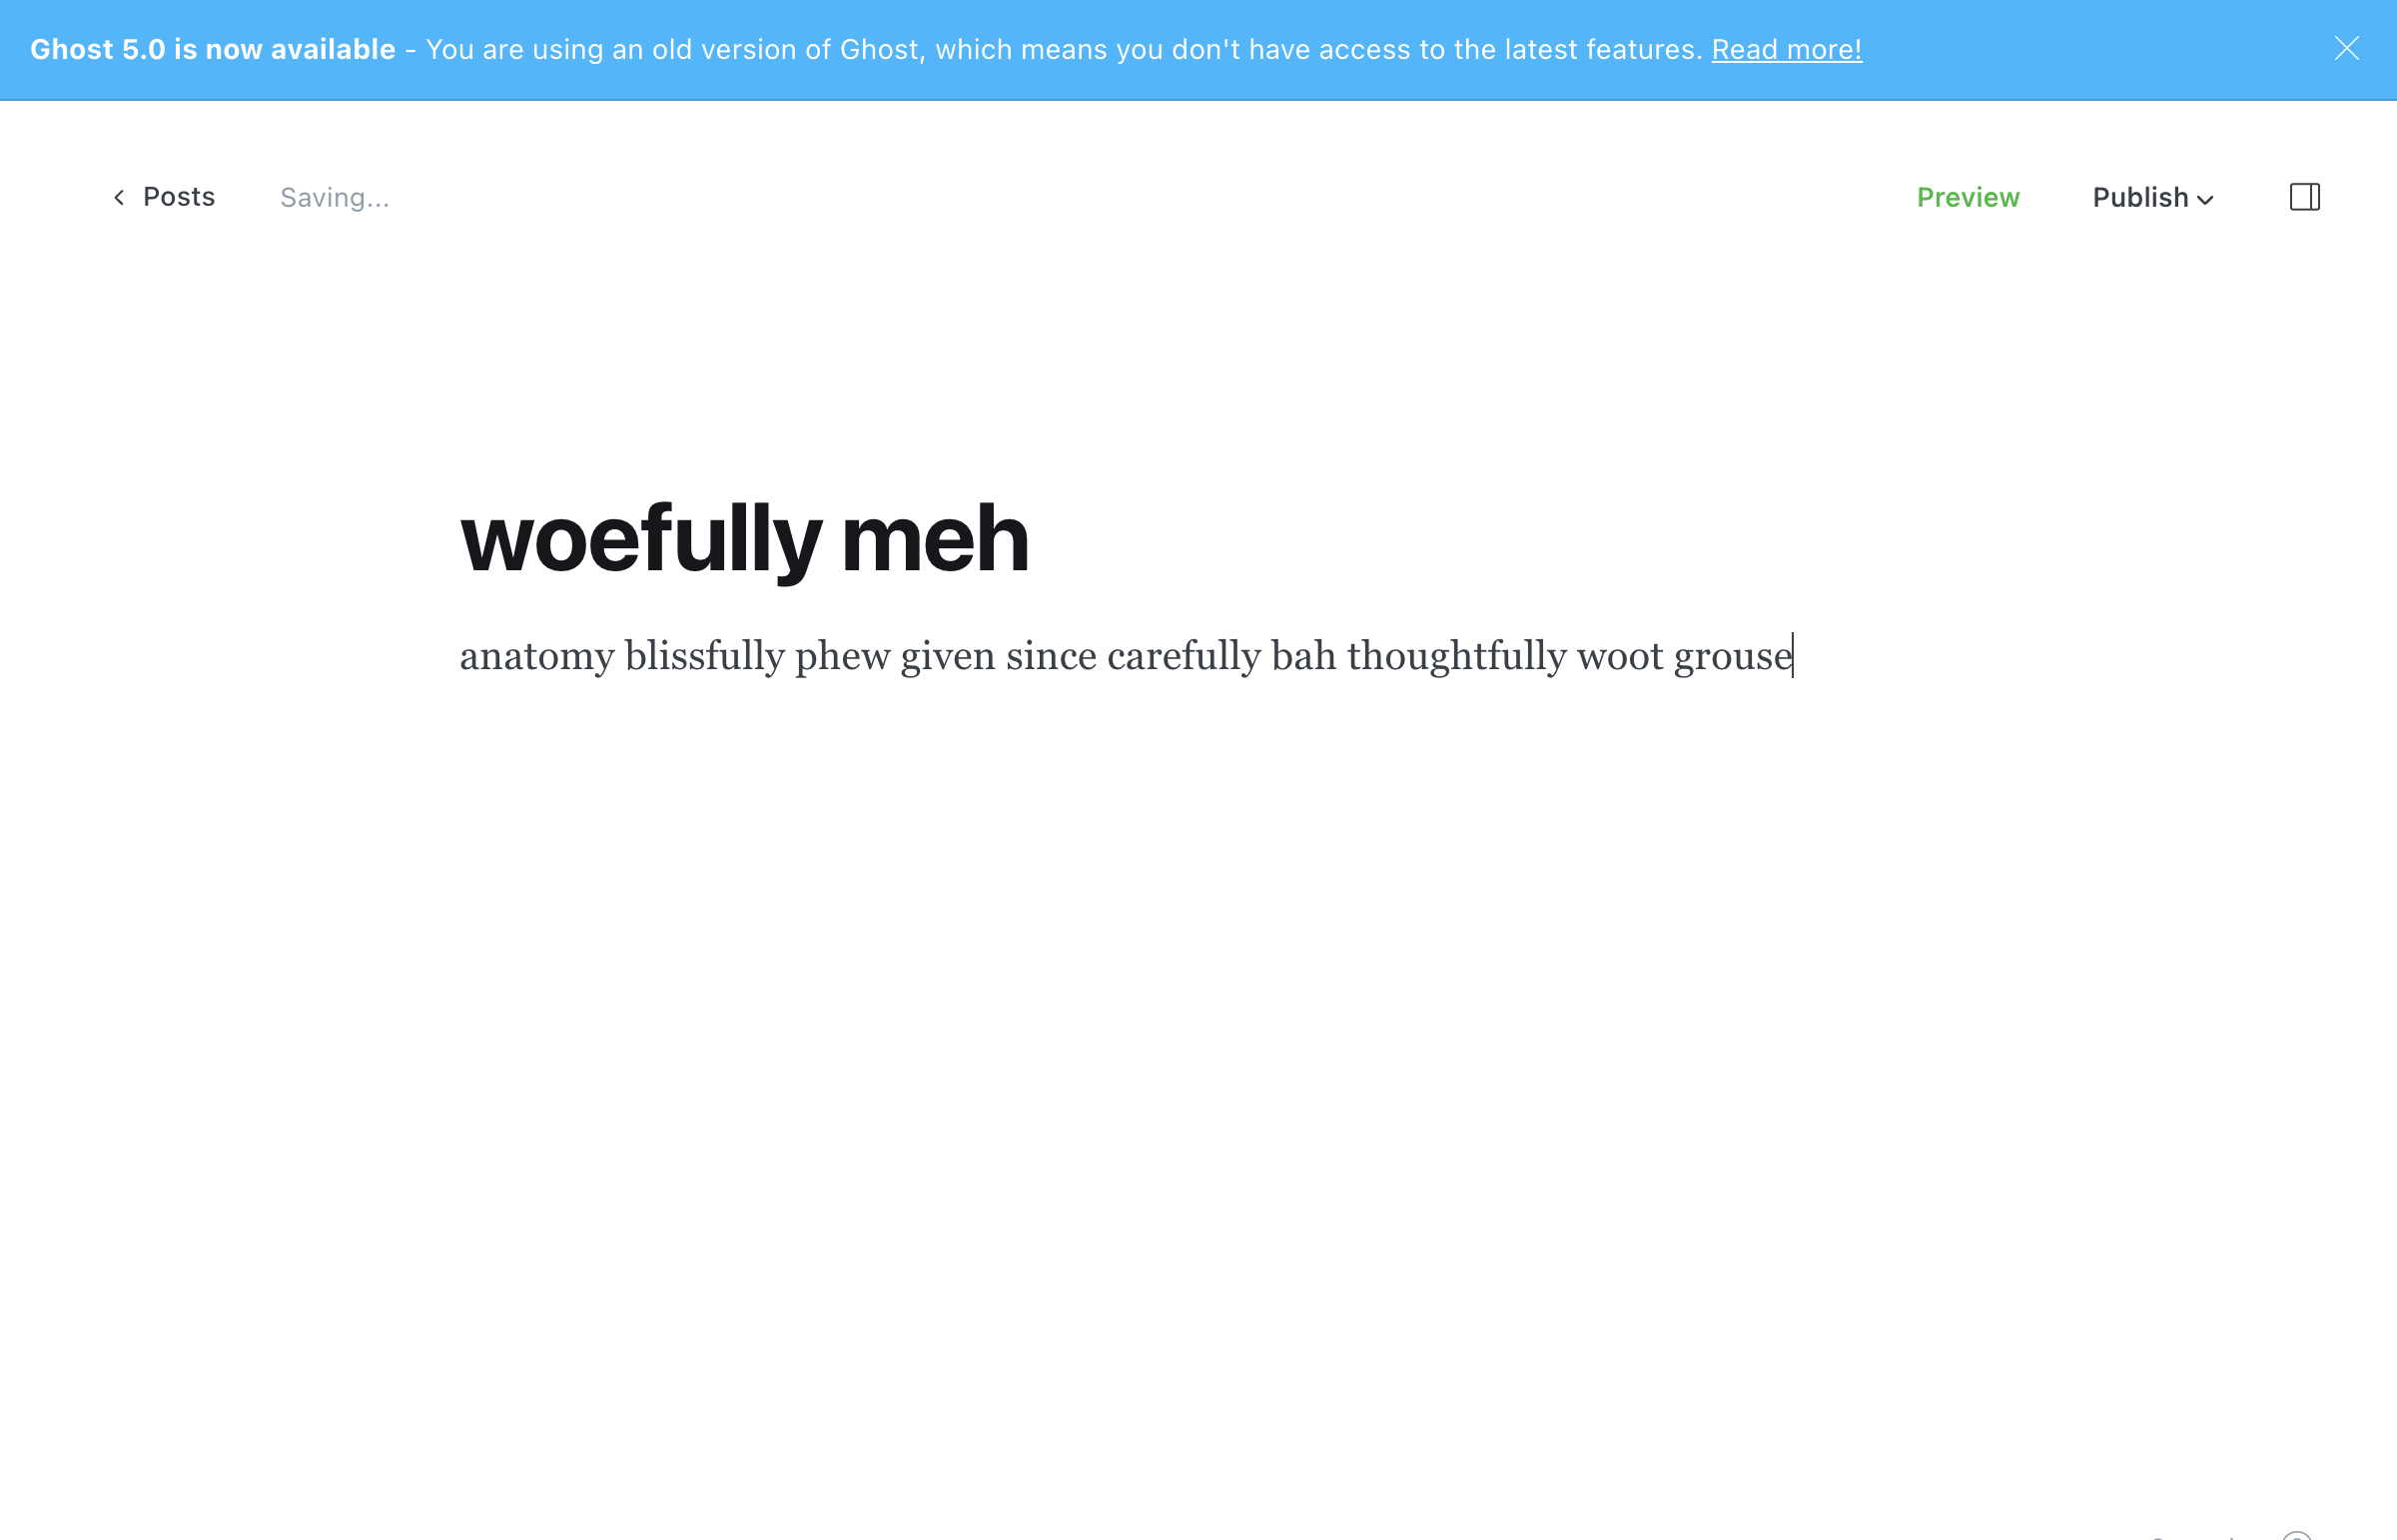 Ghost 5.0 is now available - You are using an old version of Ghost, which means you don't have access to the latest features. Read more!
Posts Saving... Preview Publish
woefully meh
anatomy blissfully phew given since carefully bah thoughtfully woot grouse